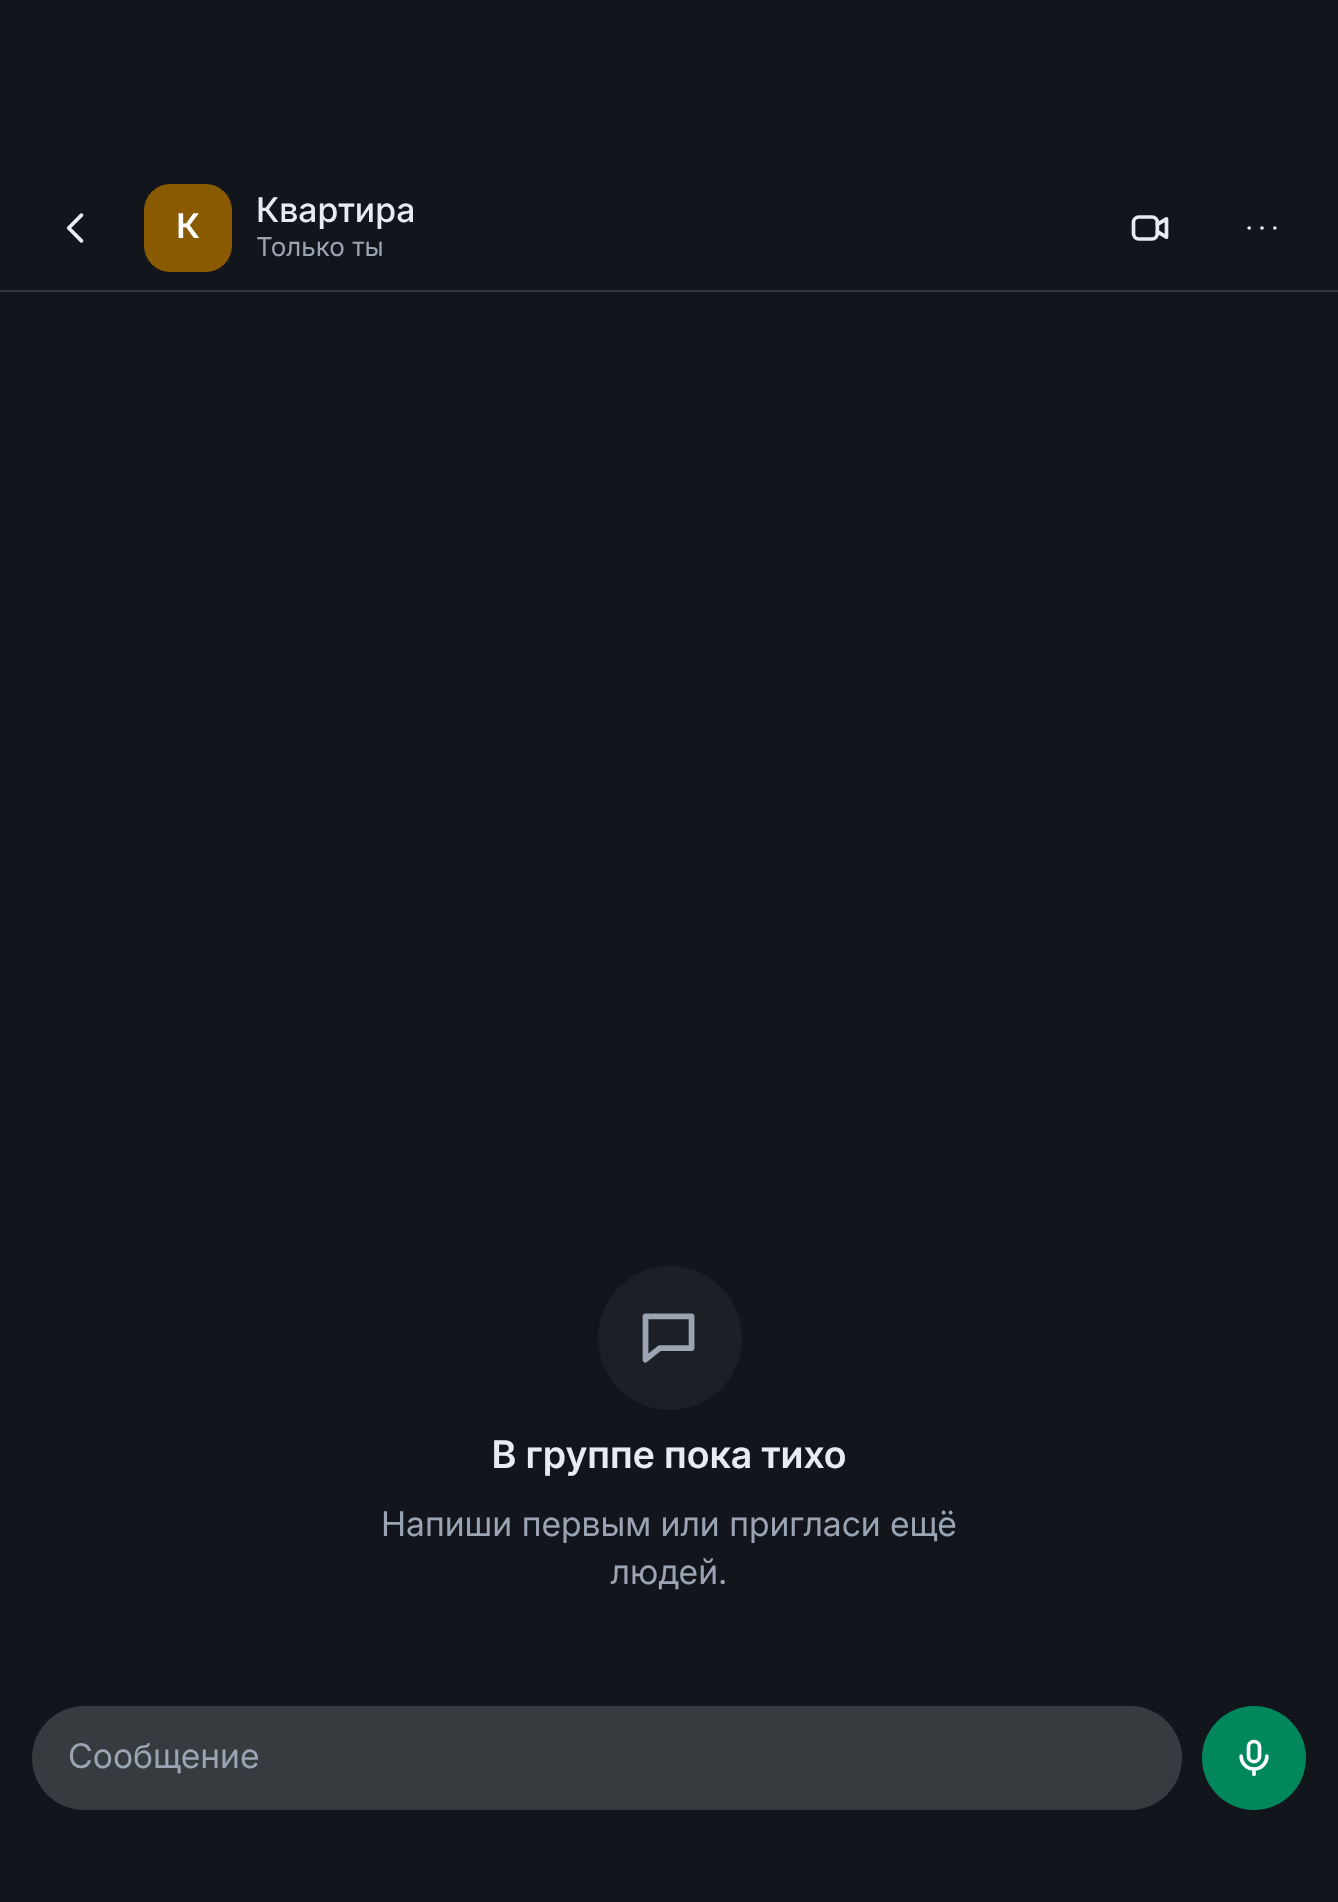 К
Квартира
Только ты
В группе пока тихо
Напиши первым или пригласи ещё
людей.
Сообщение